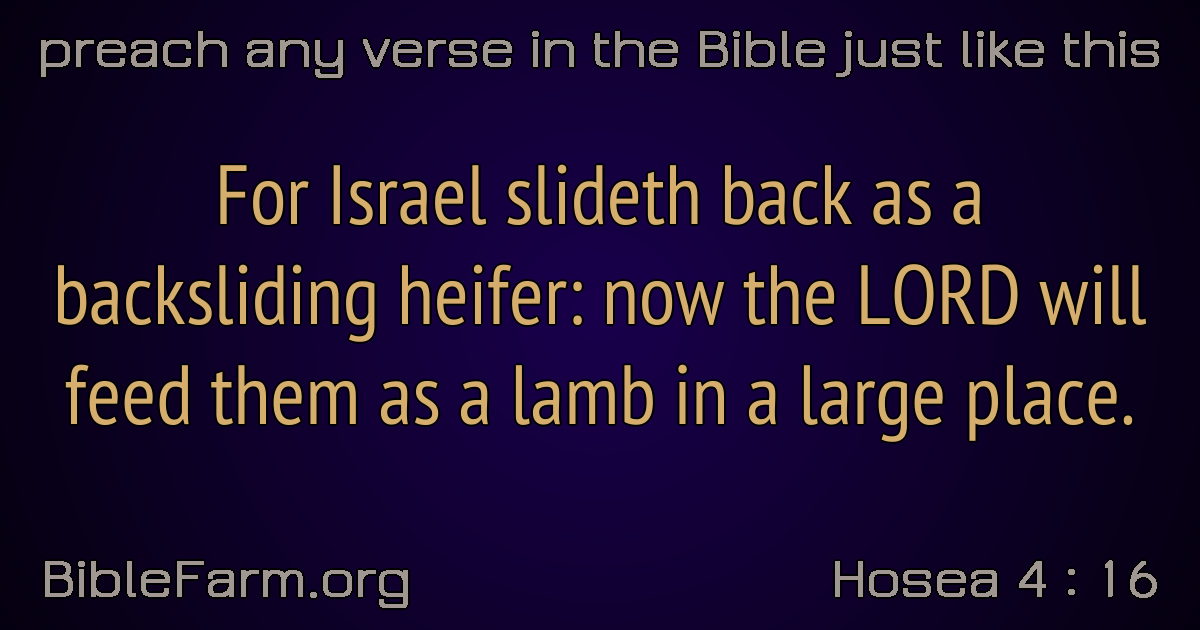 preach any verse in the Bible just like this
For Israel slideth back as a
backsliding heifer: now the LORD will
feed them as a lamb in a large place.
BibleFarm.org
Hosea 4 : 16